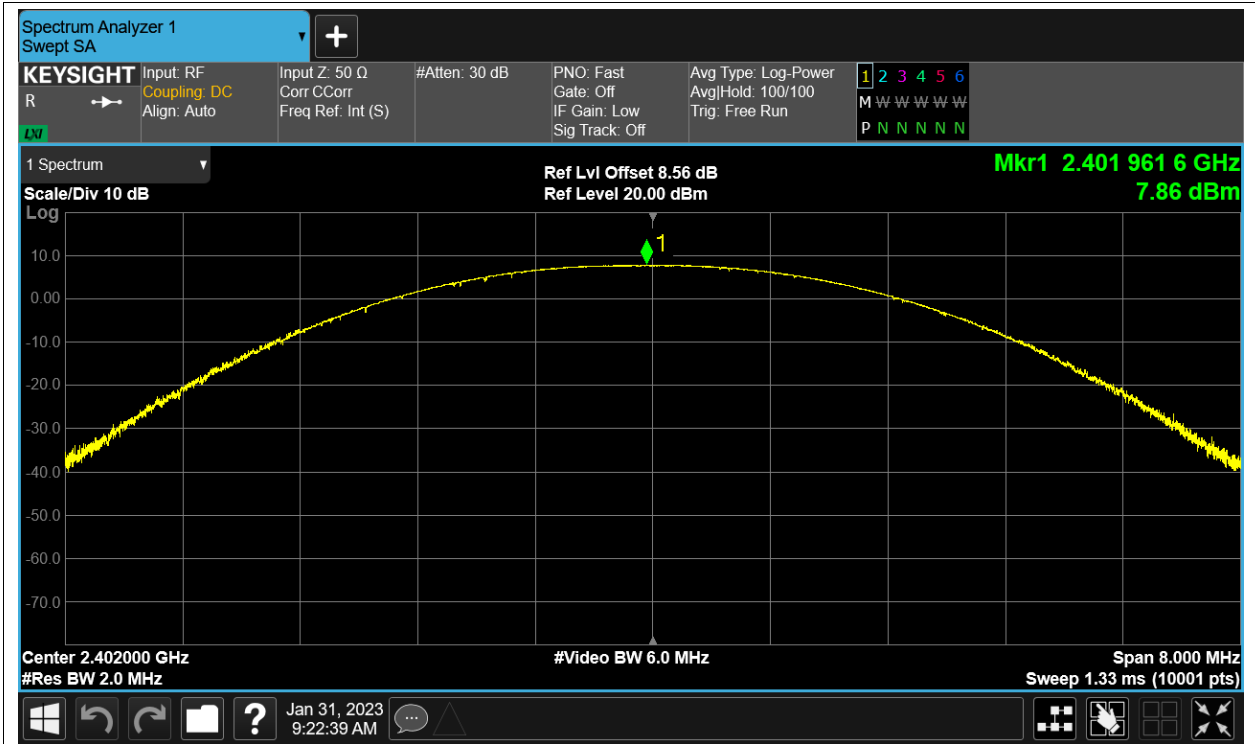 Spectrum Analyzer 1
Swept SA
KEYSIGHT
R
LXI
Input: RF
Coupling: DC
Align: Auto
Input Z: 50 Ω
Corr CCorr
Freq Ref: Int (S)
#Atten: 30 dB
PNO: Fast
Gate: Off
IF Gain: Low
Sig Track: Off
Avg Type: Log-Power
Avg|Hold: 100/100
Trig: Free Run
1 2 3 4 5 6
M W W W W W
P N N N N N
1 Spectrum
Scale/Div 10 dB
Log
Ref Lvl Offset 8.56 dB
Ref Level 20.00 dBm
Mkr1 2.401 961 6 GHz
7.86 dBm
1
10.0
0.00
-10.0
-20.0
-30.0
-40.0
-50.0
-60.0
-70.0
Center 2.402000 GHz
#Res BW 2.0 MHz
#Video BW 6.0 MHz
Span 8.000 MHz
Sweep 1.33 ms (10001 pts)
?
Jan 31, 2023
9:22:39 AM